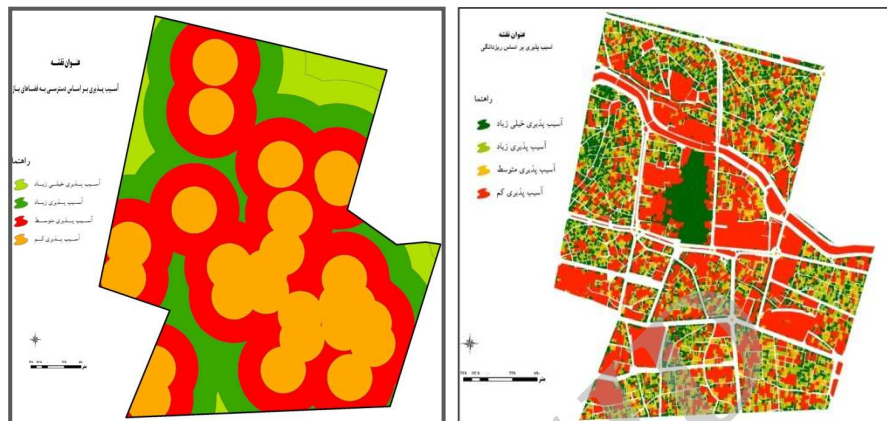 عنوان نقشه
آسیب پذیری بر اساس دسترسی به فضاهای باز
راهنما
آسیب پذیری خیلی زیاد
آسیب پذیری زیاد
آسیب پذیری متوسط
آسیب پذیری کم
متر
عنوان نقشه
آسیب پذیری بر اساس ریزدانگی
راهنما
آسیب پذیری خیلی زیاد
آسیب پذیری زیاد
آسیب پذیری متوسط
آسیب پذیری کم
متر